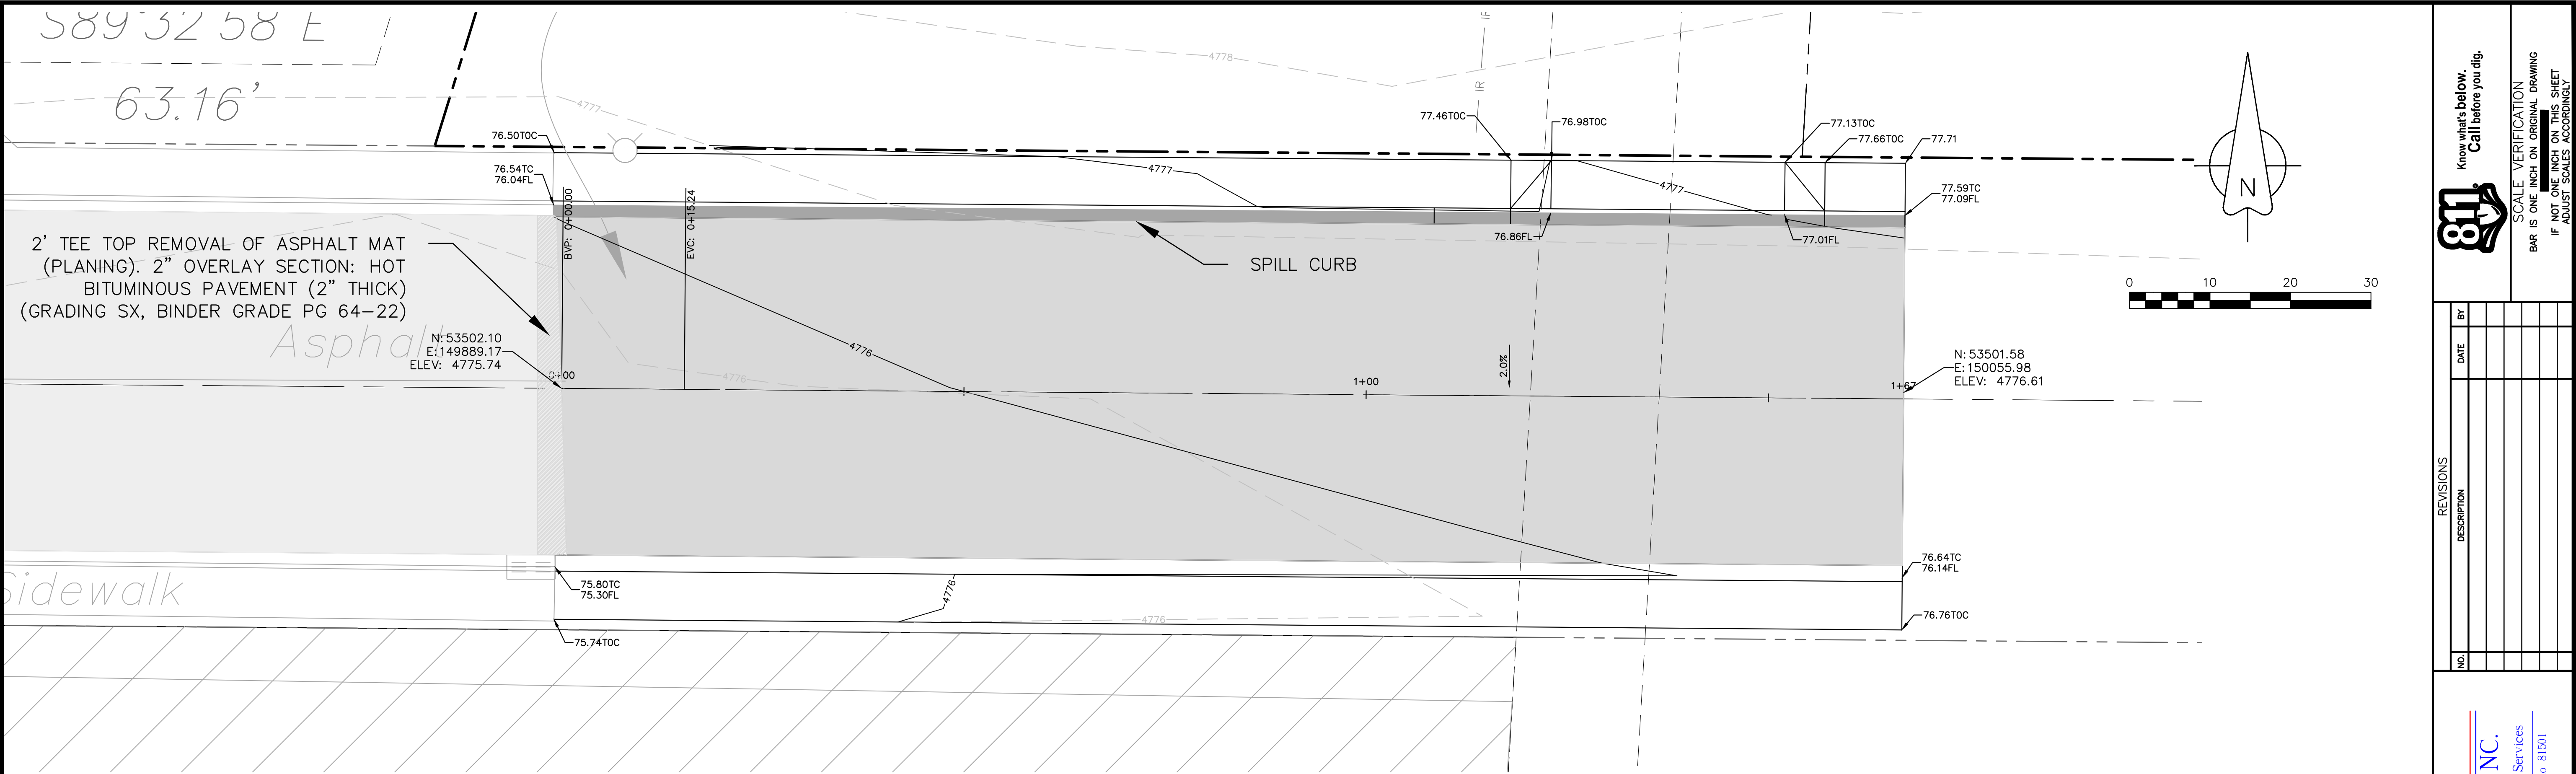 S89°32'58"E
63.16'
4778
4777
IR
IR
76.50TOC
76.54TC
76.04FL
BVP: 0+00.00
EVC: 0+15.24
4777
77.46TOC
76.98TOC
4777
77.13TOC
77.66TOC
77.71
77.59TC
77.09FL
76.86FL
77.01FL
2' TEE TOP REMOVAL OF ASPHALT MAT
(PLANING). 2" OVERLAY SECTION: HOT
BITUMINOUS PAVEMENT (2" THICK)
(GRADING SX, BINDER GRADE PG 64-22)
SPILL CURB
Asphalt
N: 53502.10
E: 149889.17
ELEV: 4775.74
0+00
4776
4776
1+00
2.0%
1+67
N: 53501.58
E: 150055.98
ELEV: 4776.61
Sidewalk
75.80TC
75.30FL
75.74TOC
4776
4776
76.64TC
76.14FL
76.76TOC
N
0 10 20 30
811
Know what's below.
Call before you dig.
SCALE VERIFICATION
BAR IS ONE INCH ON ORIGINAL DRAWING
IF NOT ONE INCH ON THIS SHEET
ADJUST SCALES ACCORDINGLY
REVISIONS
NO. DESCRIPTION DATE BY
NC.
Services
o 81501